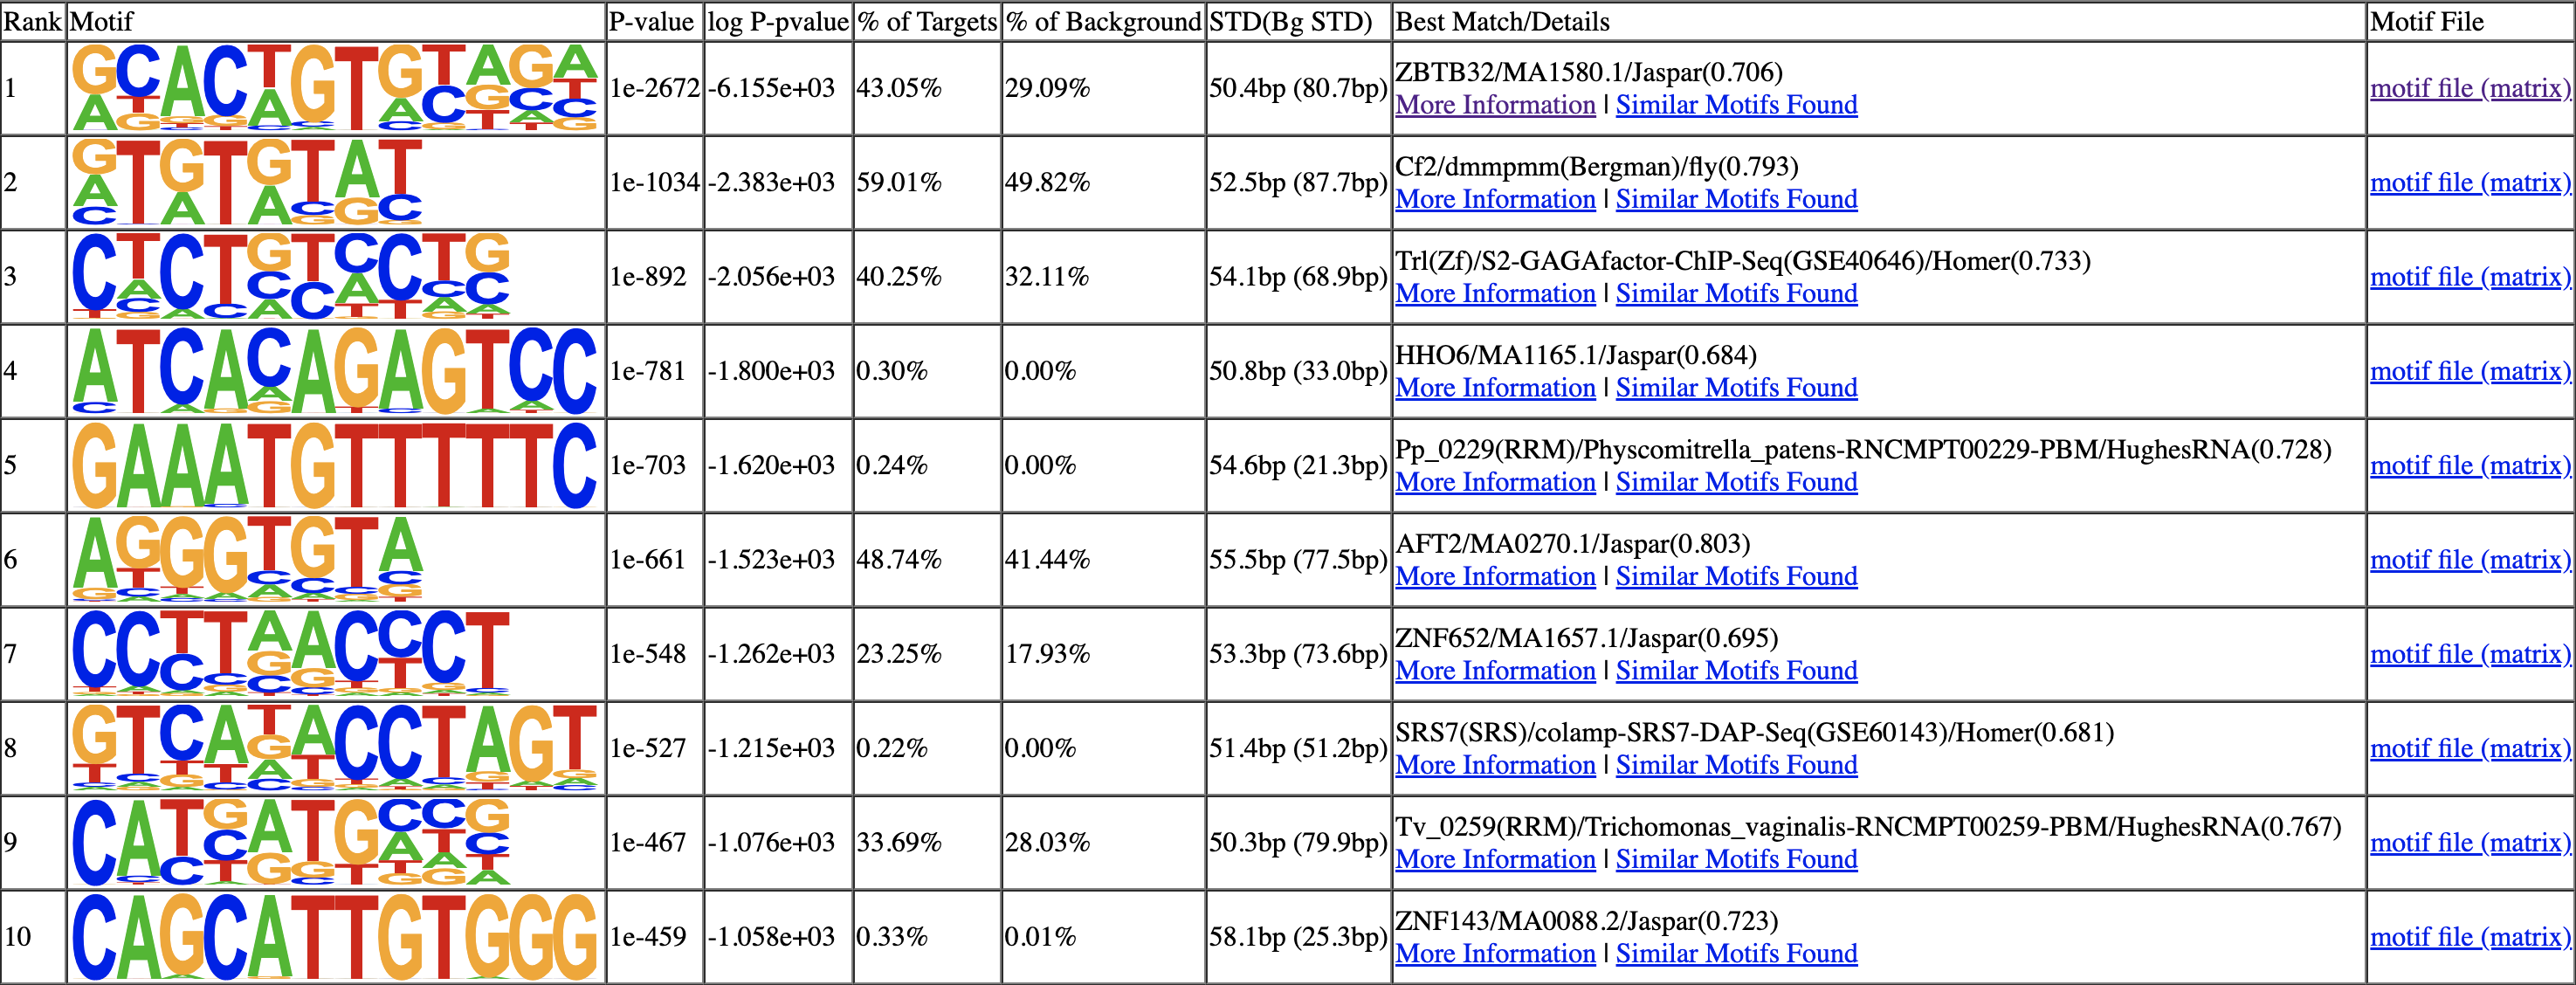 Rank Motif P-value log P-pvalue % of Targets % of Background STD(Bg STD) Best Match/Details Motif File
1 GCACTGTGTAGA 1e-2672 -6.155e+03 43.05% 29.09% 50.4bp (80.7bp) ZBTB32/MA1580.1/Jaspar(0.706) motif file (matrix)
More Information | Similar Motifs Found
2 GTGTGTAT 1e-1034 -2.383e+03 59.01% 49.82% 52.5bp (87.7bp) Cf2/dmmpmm(Bergman)/fly(0.793) motif file (matrix)
More Information | Similar Motifs Found
3 CTCTGTCCTG 1e-892 -2.056e+03 40.25% 32.11% 54.1bp (68.9bp) Trl(Zf)/S2-GAGAfactor-ChIP-Seq(GSE40646)/Homer(0.733) motif file (matrix)
More Information | Similar Motifs Found
4 ATCACAGAGTCC 1e-781 -1.800e+03 0.30% 0.00% 50.8bp (33.0bp) HHO6/MA1165.1/Jaspar(0.684) motif file (matrix)
More Information | Similar Motifs Found
5 GAAATGTTTTTC 1e-703 -1.620e+03 0.24% 0.00% 54.6bp (21.3bp) Pp_0229(RRM)/Physcomitrella_patens-RNCMPT00229-PBM/HughesRNA(0.728) motif file (matrix)
More Information | Similar Motifs Found
6 AGGGTGTA 1e-661 -1.523e+03 48.74% 41.44% 55.5bp (77.5bp) AFT2/MA0270.1/Jaspar(0.803) motif file (matrix)
More Information | Similar Motifs Found
7 CCTTAACCCT 1e-548 -1.262e+03 23.25% 17.93% 53.3bp (73.6bp) ZNF652/MA1657.1/Jaspar(0.695) motif file (matrix)
More Information | Similar Motifs Found
8 GTCATACCTAGT 1e-527 -1.215e+03 0.22% 0.00% 51.4bp (51.2bp) SRS7(SRS)/colamp-SRS7-DAP-Seq(GSE60143)/Homer(0.681) motif file (matrix)
More Information | Similar Motifs Found
9 CATGATGCCG 1e-467 -1.076e+03 33.69% 28.03% 50.3bp (79.9bp) Tv_0259(RRM)/Trichomonas_vaginalis-RNCMPT00259-PBM/HughesRNA(0.767) motif file (matrix)
More Information | Similar Motifs Found
10 CAGCATTGTGGG 1e-459 -1.058e+03 0.33% 0.01% 58.1bp (25.3bp) ZNF143/MA0088.2/Jaspar(0.723) motif file (matrix)
More Information | Similar Motifs Found